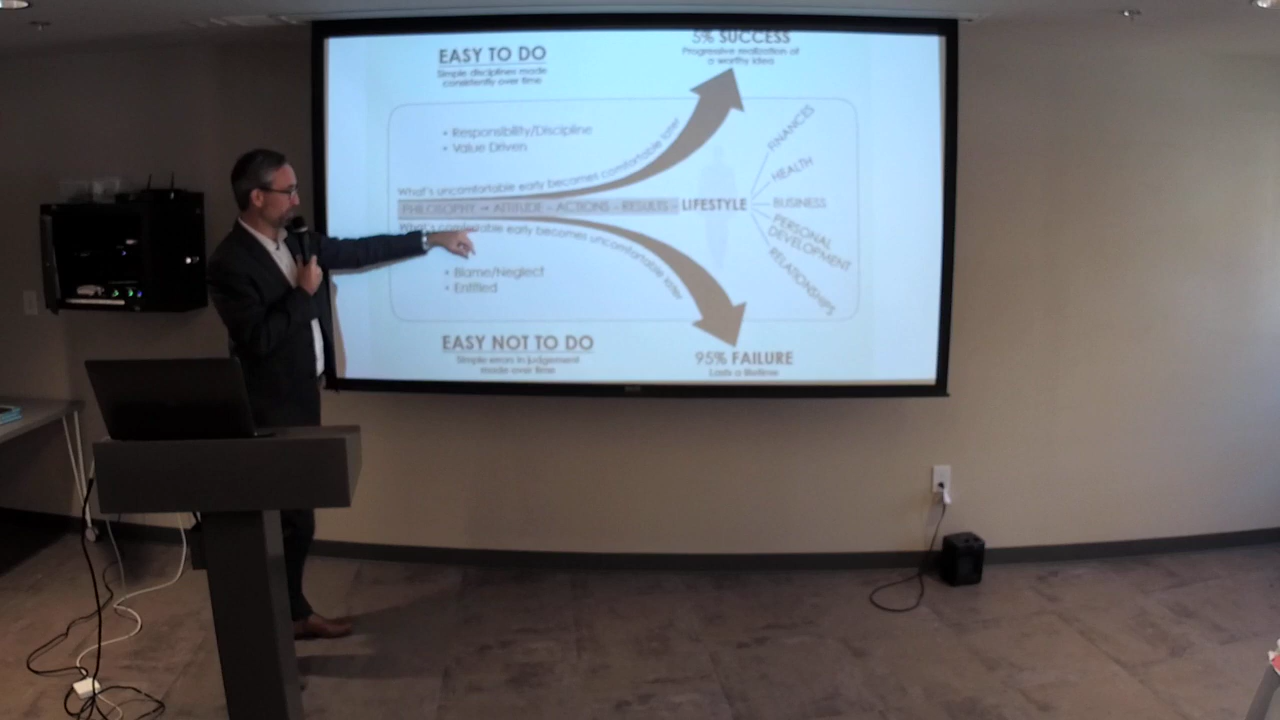 EASY TO DO
Simple disciplines made
consistently over time
5% SUCCESS
Progressive realization of
a worthy idea
• Responsibility/Discipline
• Value Driven
What's uncomfortable early becomes comfortable later
PHILOSOPHY → ATTITUDE - ACTIONS - RESULTS - LIFESTYLE
What's comfortable early becomes uncomfortable later
FINANCES
HEALTH
BUSINESS
PERSONAL
DEVELOPMENT
RELATIONSHIPS
• Blame/Neglect
• Entitled
EASY NOT TO DO
Simple errors in judgement
made over time
95% FAILURE
Lasts a lifetime